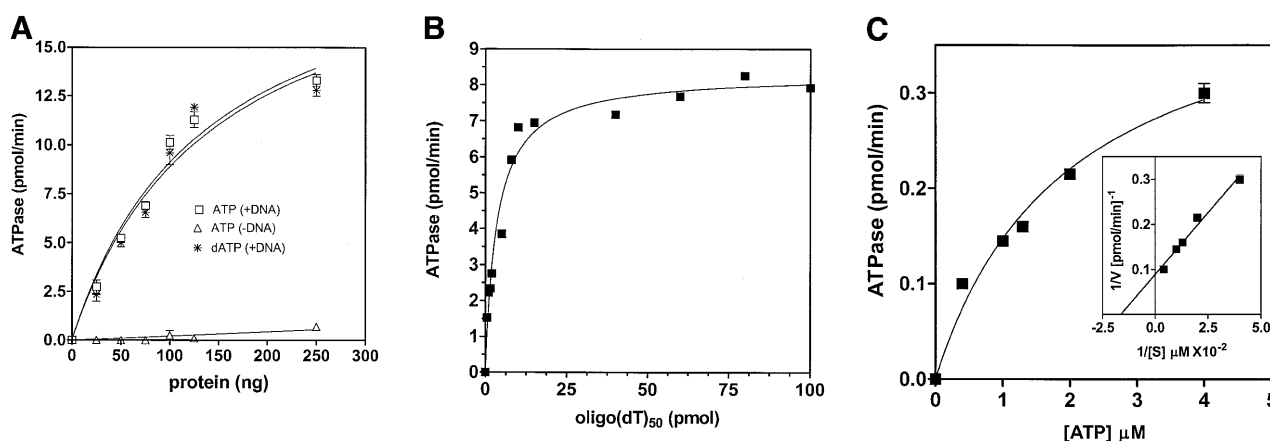 A
ATPase (pmol/min)
15.0
12.5
10.0
7.5
5.0
2.5
0.0
ATP (+DNA)
ATP (-DNA)
dATP (+DNA)
0 50 100 150 200 250 300
protein (ng)
B
ATPase (pmol/min)
9
8
7
6
5
4
3
2
1
0
0 25 50 75 100
oligo(dT)50 (pmol)
C
ATPase (pmol/min)
0.3
0.2
0.1
0.0
0 1 2 3 4 5
[ATP] μM
1/V [pmol/min]-1
0.3
0.2
0.1
-2.5 0.0 2.5 5.0
1/[S] μM X10-2